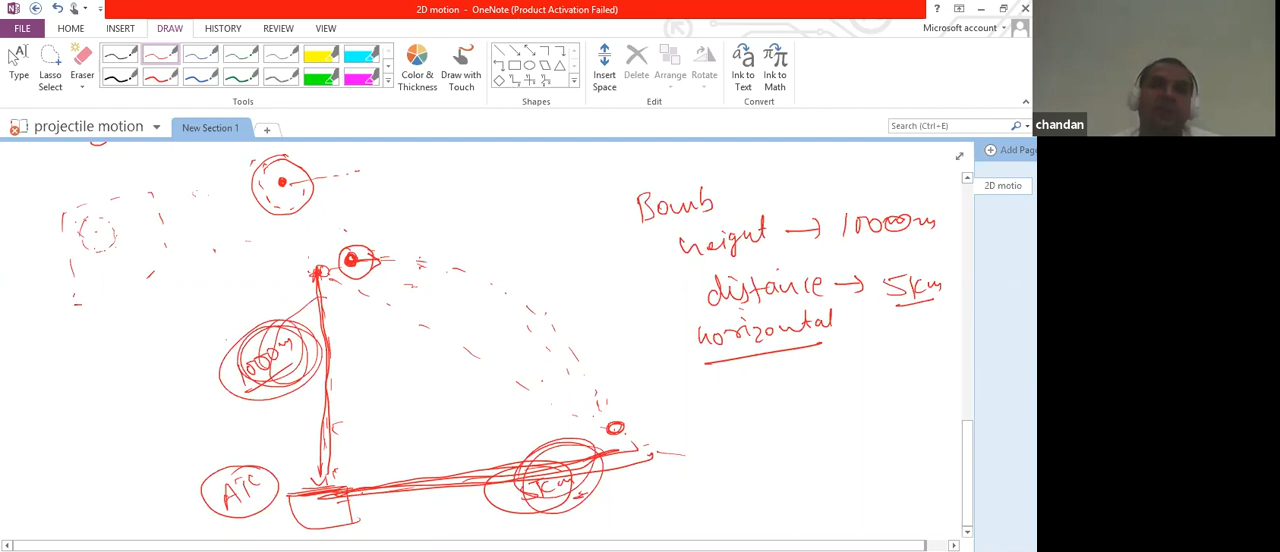 2D motion - OneNote (Product Activation Failed)
Microsoft account
FILE HOME INSERT DRAW HISTORY REVIEW VIEW
Type Lasso Select Eraser Color & Thickness Draw with Touch Insert Space Delete Arrange Rotate Ink to Text Ink to Math
Tools Shapes Edit Convert
projectile motion New Section 1 Search (Ctrl+E)
chandan
Add Page
2D motio
Bomb
height → 10000m
distance → 5km
horizontal
1000m
ATC
5km